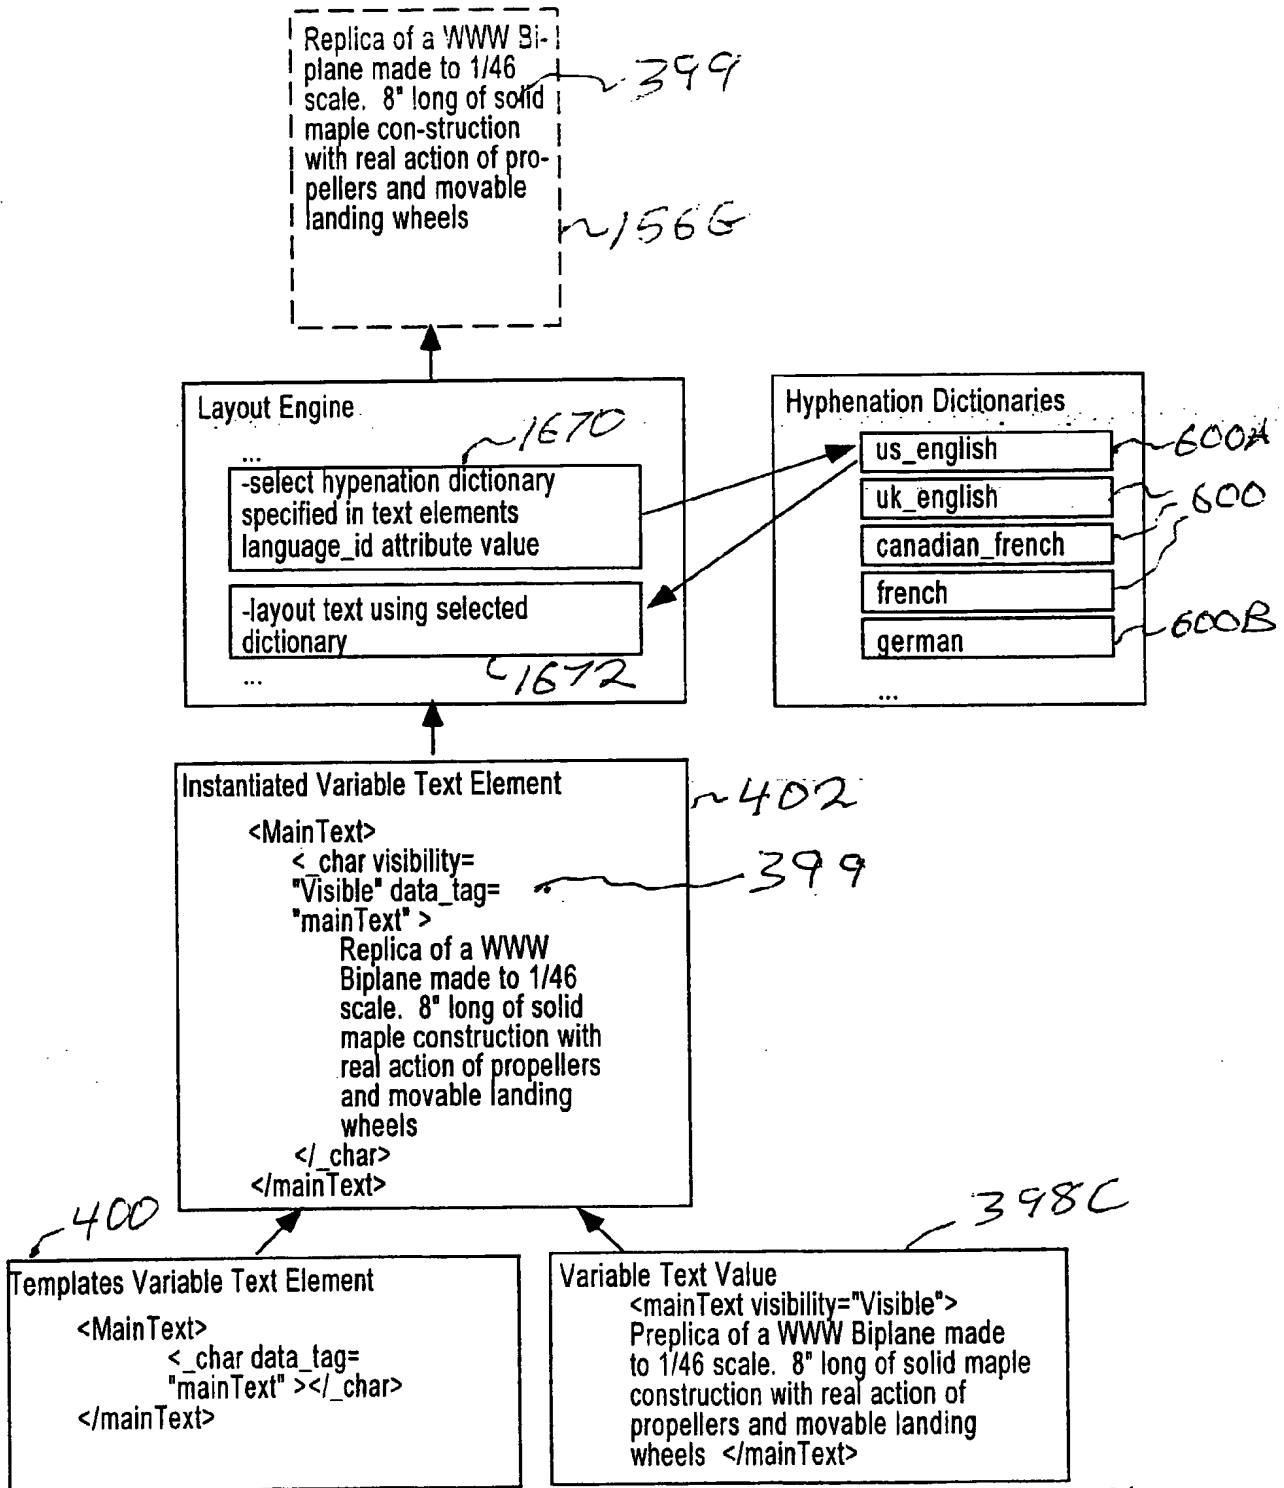 Replica of a WWW Bi-
plane made to 1/46
scale. 8" long of solid
maple con-struction
with real action of pro-
pellers and movable
landing wheels
399
156G
Layout Engine
...
1670
-select hypenation dictionary
specified in text elements
language_id attribute value
-layout text using selected
dictionary
1672
...
Hyphenation Dictionaries
us_english
600A
uk_english
600
canadian_french
french
german
600B
...
Instantiated Variable Text Element
402
<MainText>
<_char visibility=
"Visible" data_tag=
399
"mainText" >
Replica of a WWW
Biplane made to 1/46
scale. 8" long of solid
maple construction with
real action of propellers
and movable landing
wheels
</_char>
</mainText>
400
398C
Templates Variable Text Element
<MainText>
<_char data_tag=
"mainText" ></_char>
</mainText>
Variable Text Value
<mainText visibility="Visible">
Preplica of a WWW Biplane made
to 1/46 scale. 8" long of solid maple
construction with real action of
propellers and movable landing
wheels </mainText>